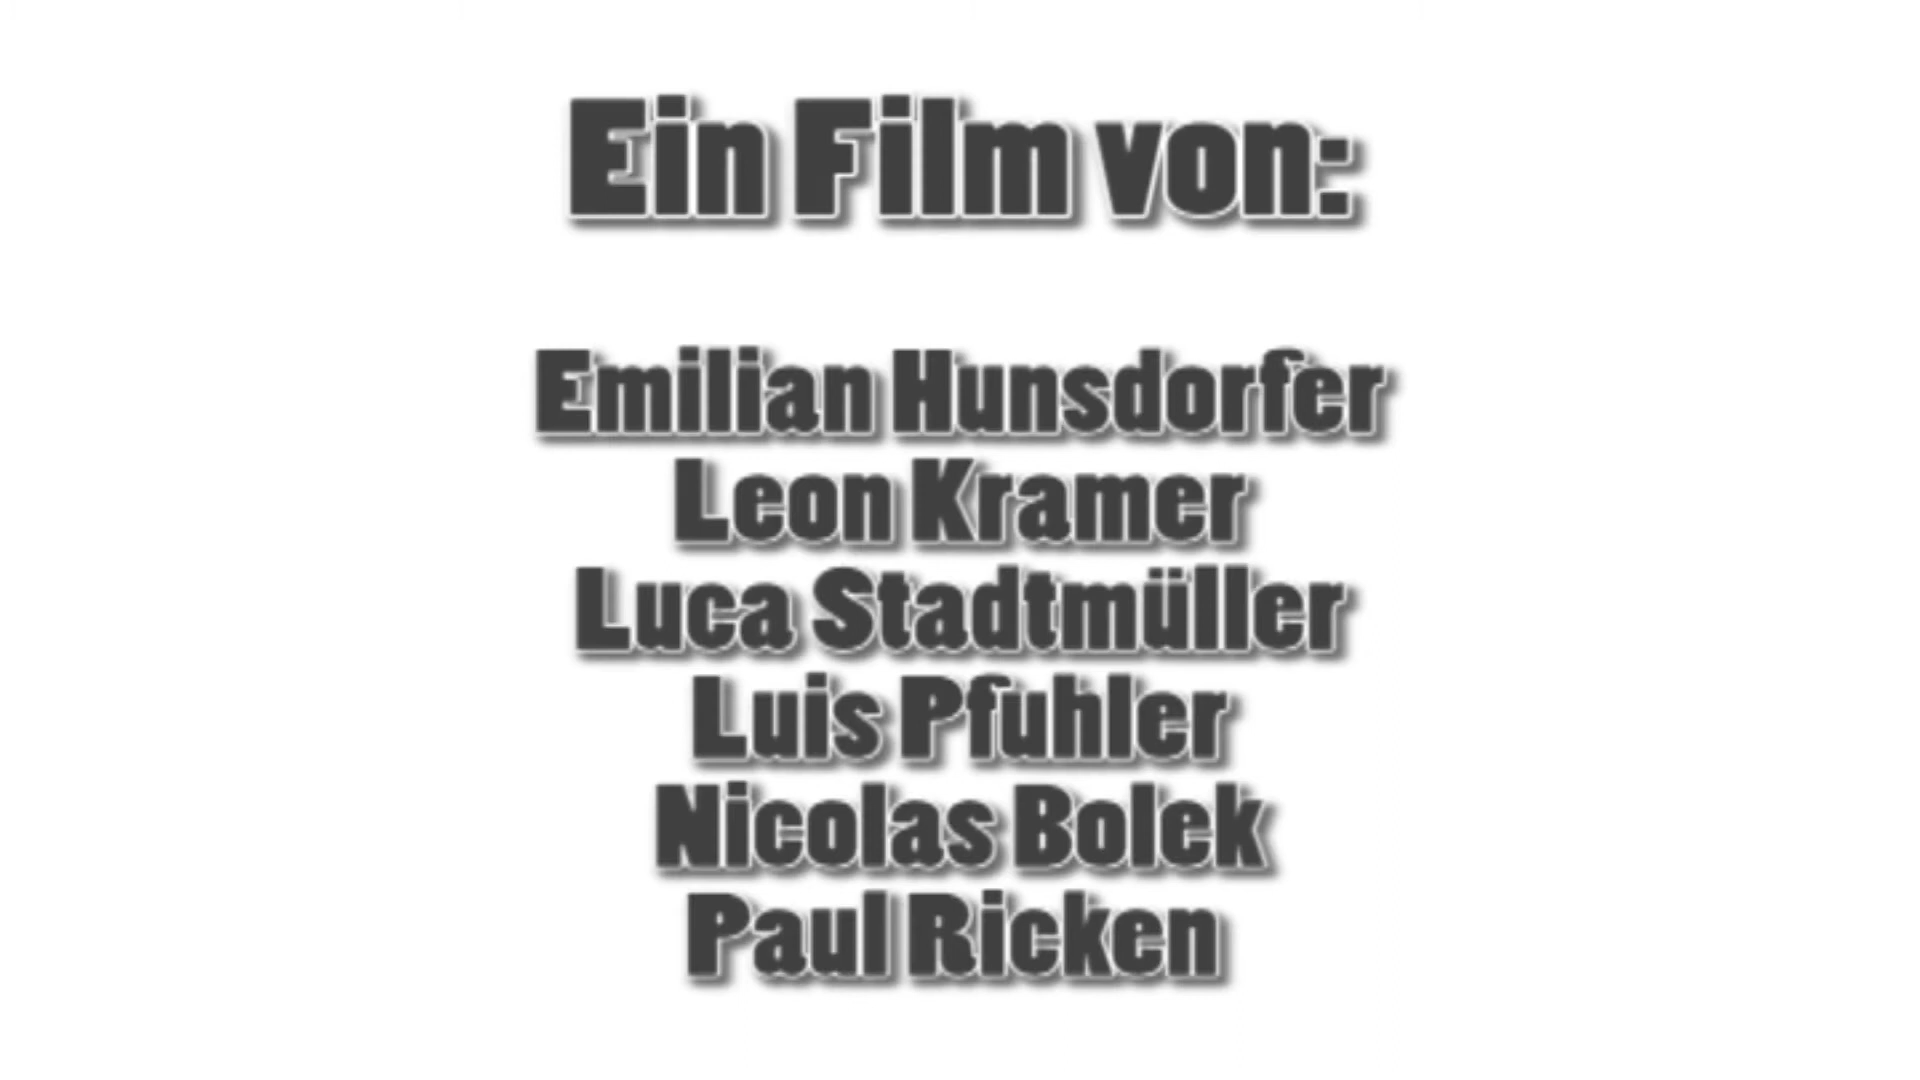 Ein Film von:
Emilian Hunsdorfer
Leon Kramer
Luca Stadtmüller
Luis Pfuhler
Nicolas Bolek
Paul Ricken